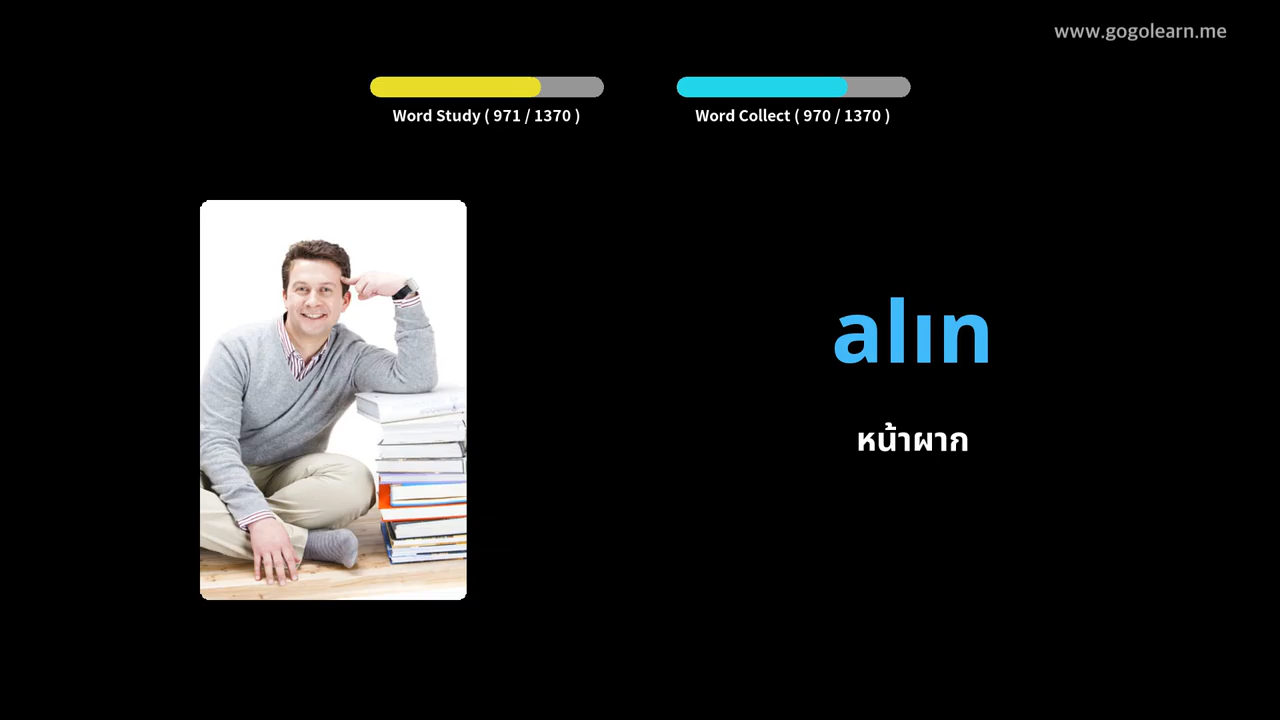 www.gogolearn.me
Word Study ( 971 / 1370 )
Word Collect ( 970 / 1370 )
alın
หน้าผาก